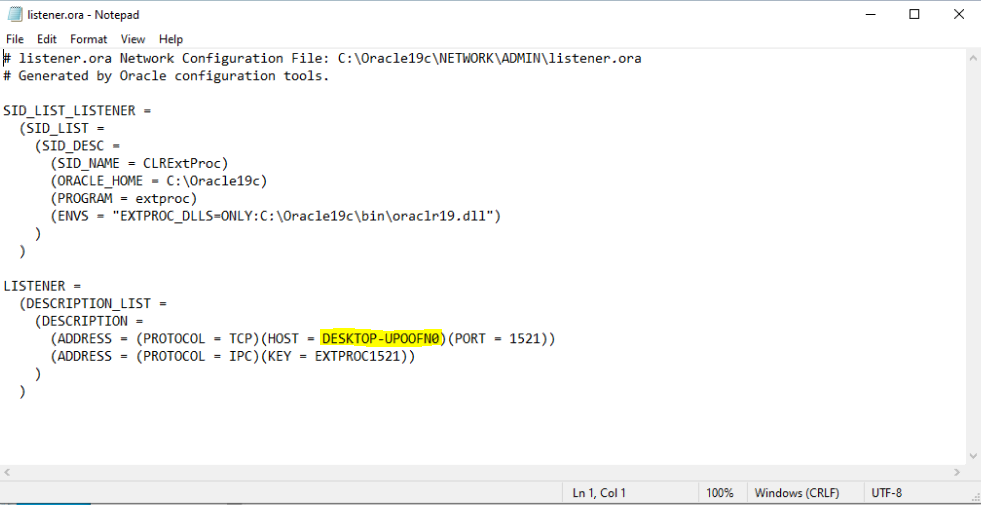 listener.ora - Notepad
File Edit Format View Help
# listener.ora Network Configuration File: C:\Oracle19c\NETWORK\ADMIN\listener.ora
# Generated by Oracle configuration tools.
SID_LIST_LISTENER =
  (SID_LIST =
    (SID_DESC =
      (SID_NAME = CLRExtProc)
      (ORACLE_HOME = C:\Oracle19c)
      (PROGRAM = extproc)
      (ENVS = "EXTPROC_DLLS=ONLY:C:\Oracle19c\bin\oraclr19.dll")
    )
  )
LISTENER =
  (DESCRIPTION_LIST =
    (DESCRIPTION =
      (ADDRESS = (PROTOCOL = TCP)(HOST = DESKTOP-UPOOFN0)(PORT = 1521))
      (ADDRESS = (PROTOCOL = IPC)(KEY = EXTPROC1521))
    )
  )
Ln 1, Col 1 100% Windows (CRLF) UTF-8